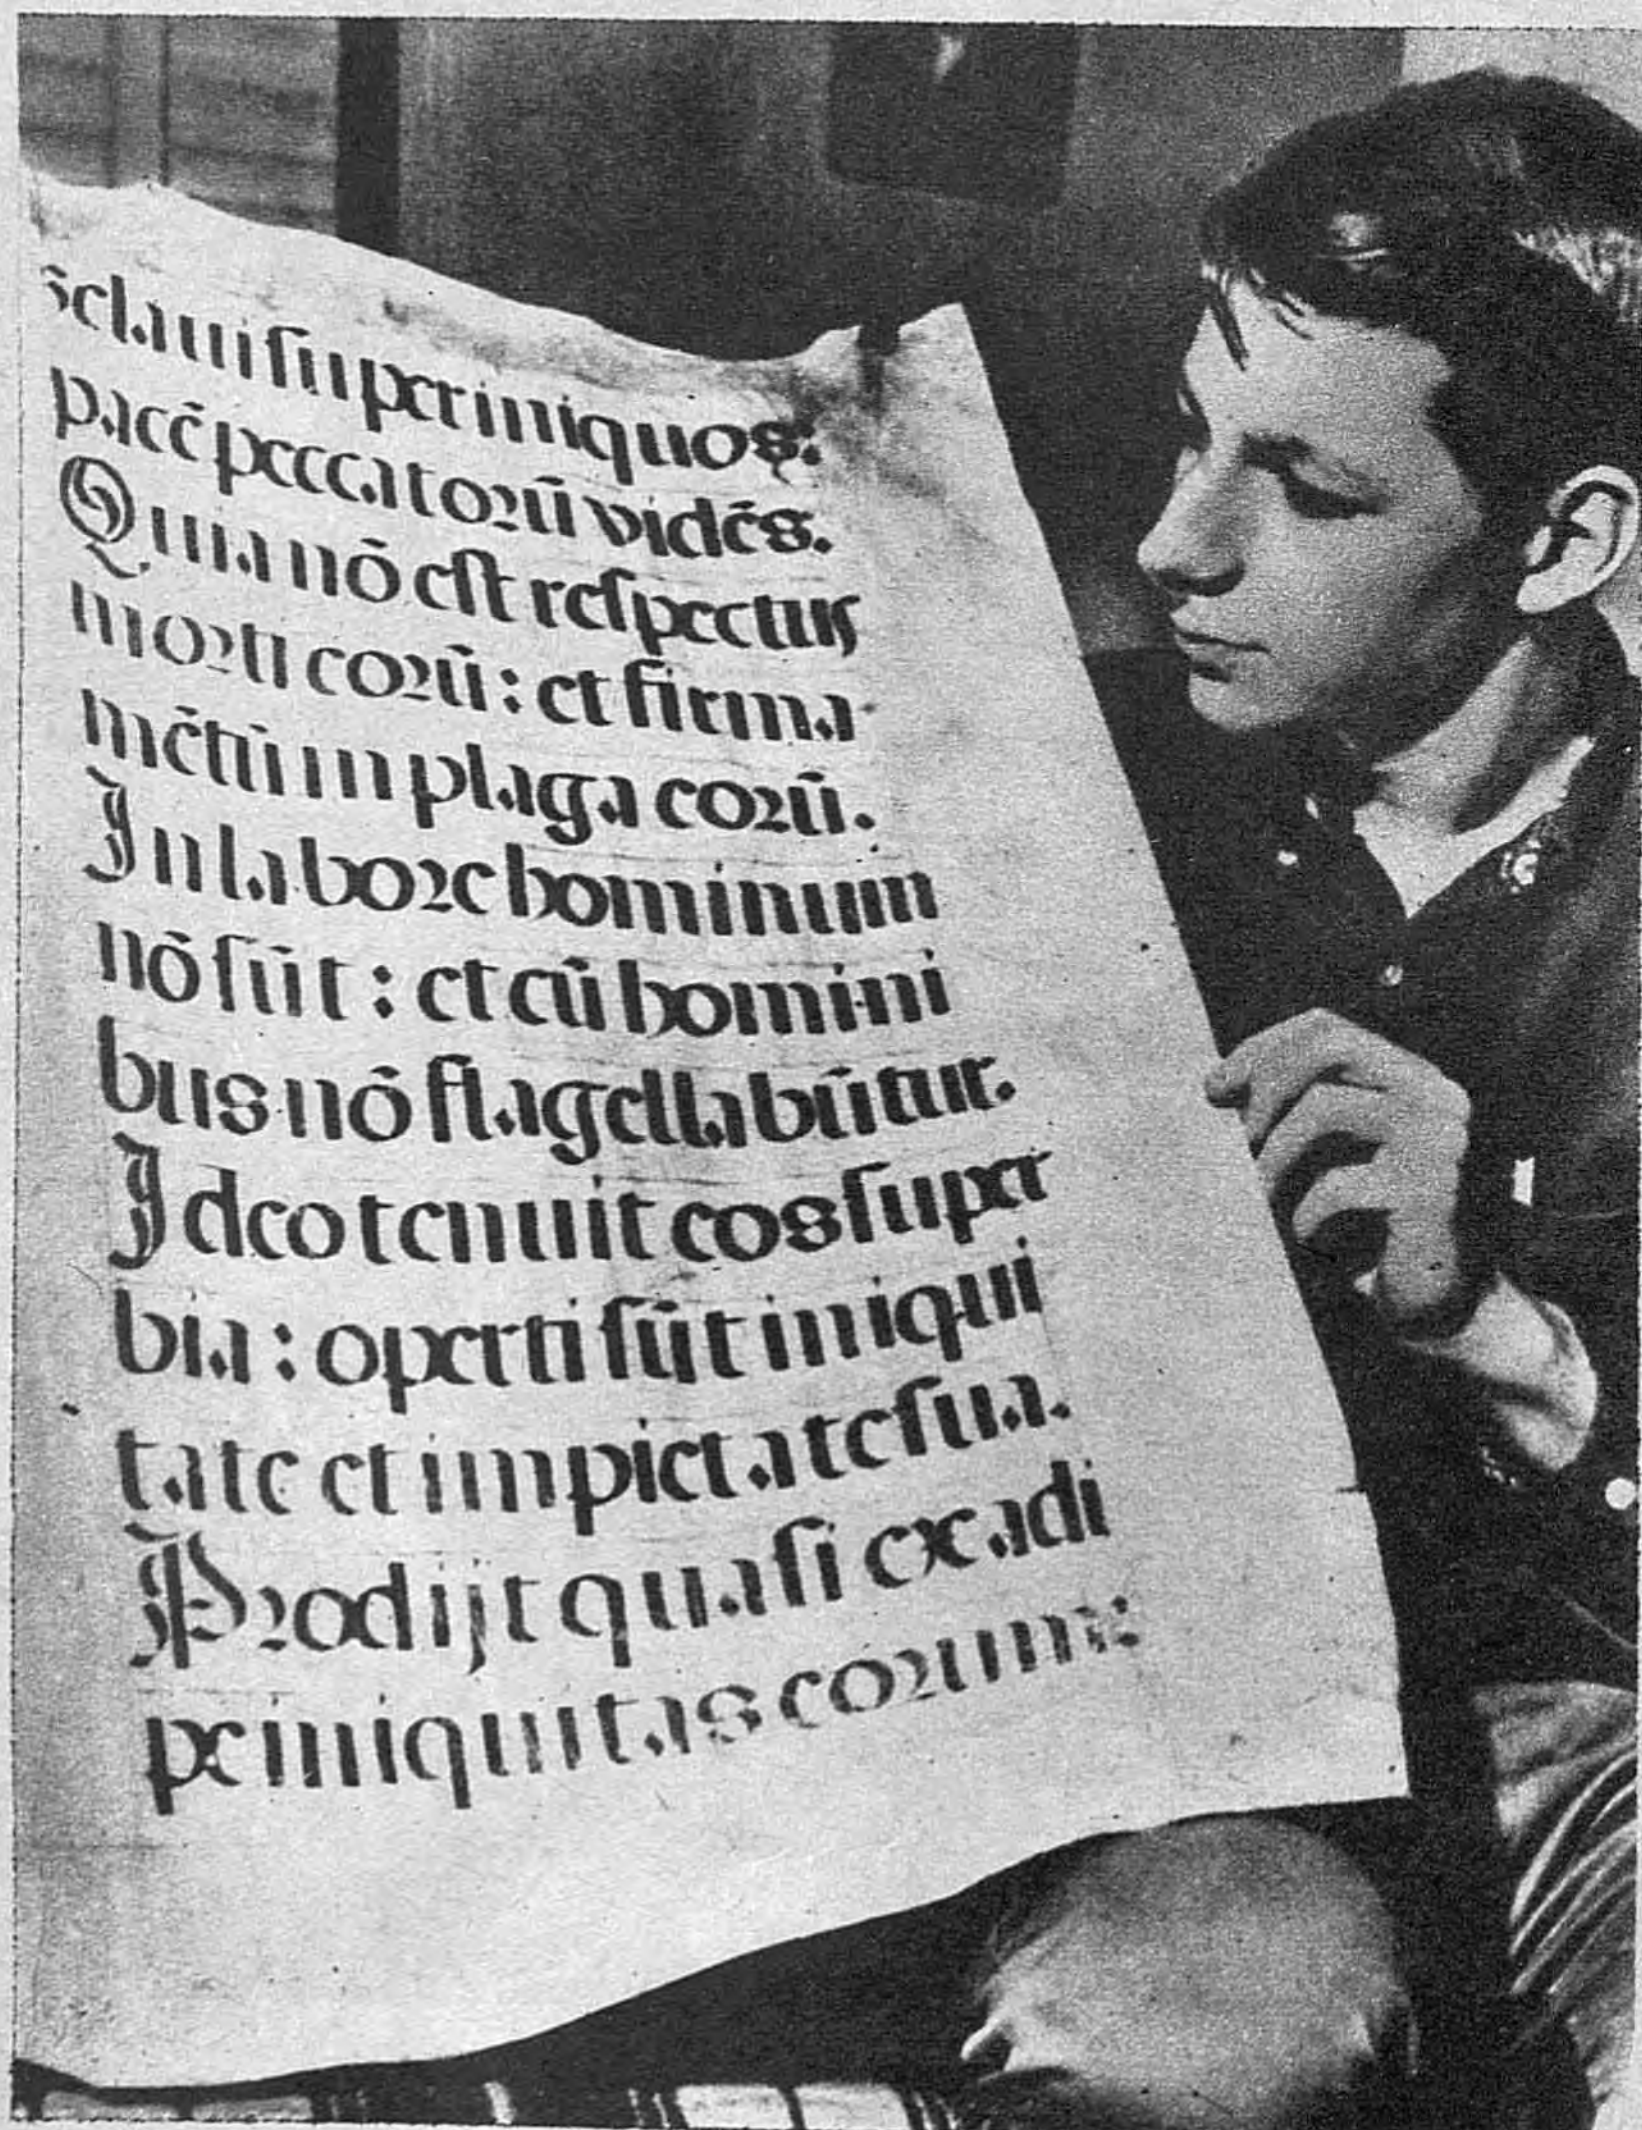 zelaui super iniquos:
pacē peccatorū vidēs.
Quia nō est respectus
morti eorū : et firma
mētū in plaga eorū.
In labore hominum
nō sūt : et cū homini
bus nō flagellabūtur.
Ideo tenuit eos super
bia : operti sūt iniqui
tate et impietate sua.
Prodijt quasi ex adi
pe iniquitas eorum: